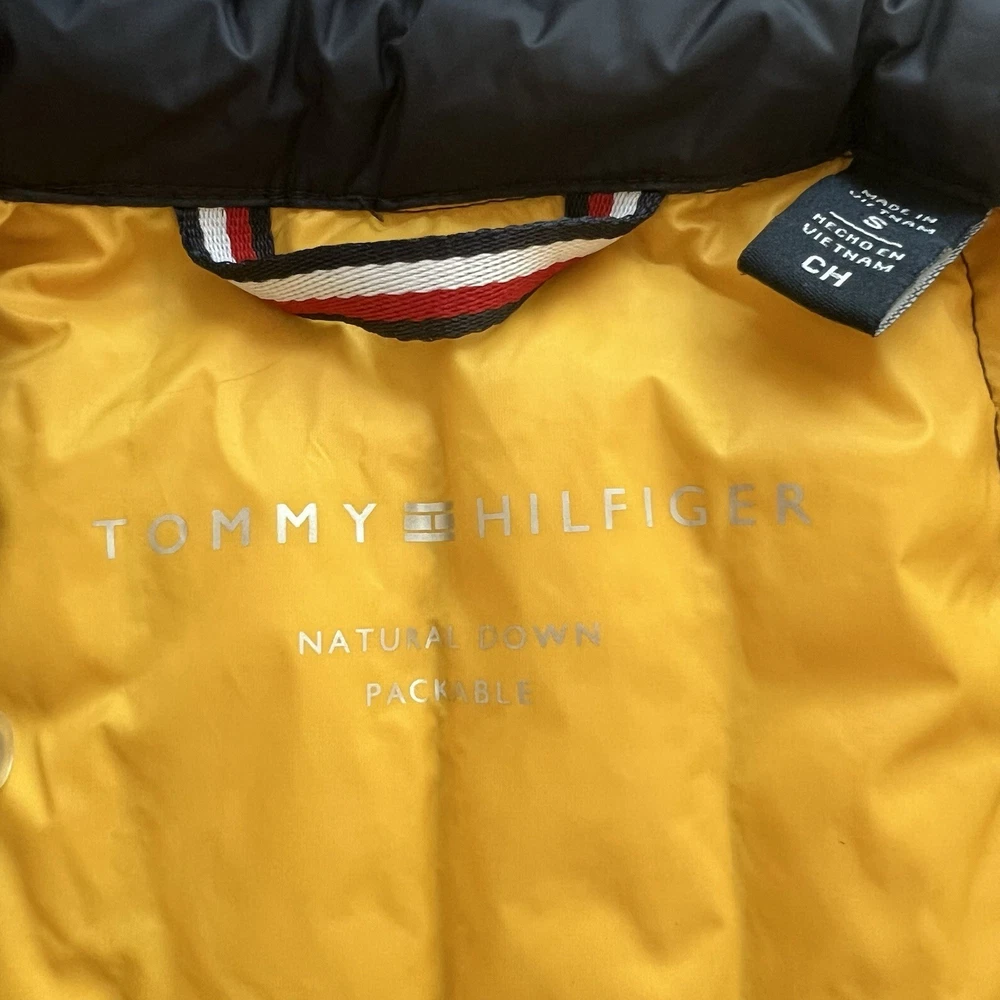 MADE IN
VIETNAM
S
HECHO EN
VIETNAM
CH
TOMMY HILFIGER
NATURAL DOWN
PACKABLE